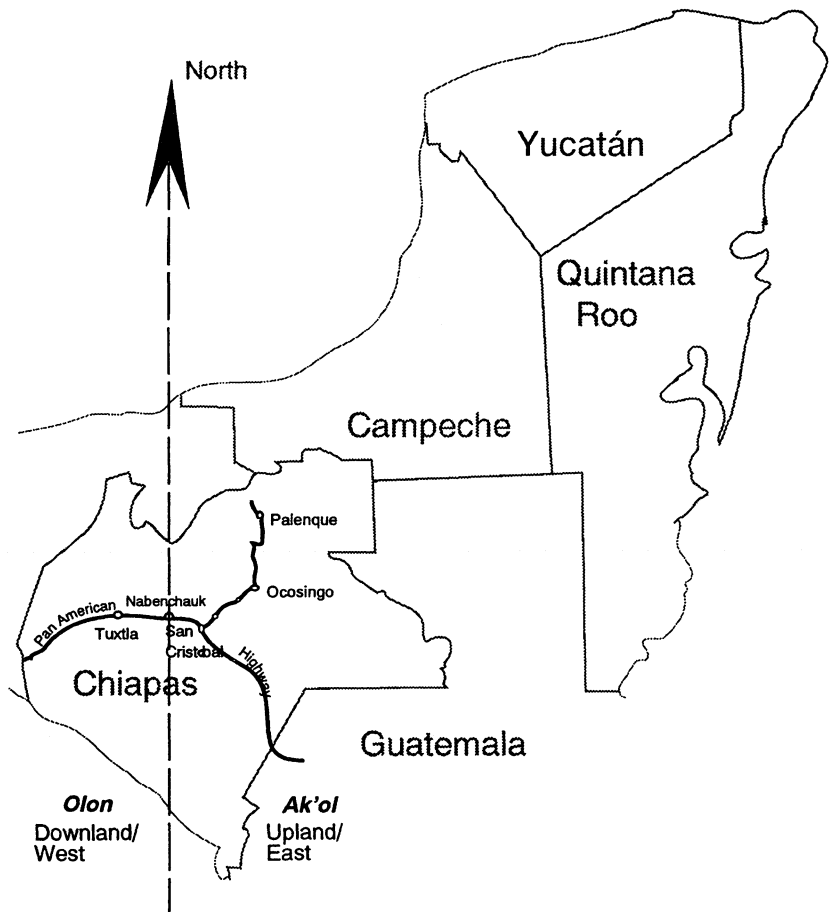 North
Yucatán
Quintana
Roo
Campeche
Palenque
Ocosingo
Nabenchauk
Pan American
Tuxtla
San
Cristobal
Highway
Chiapas
Guatemala
Olon
Downland/
West
Ak'ol
Upland/
East